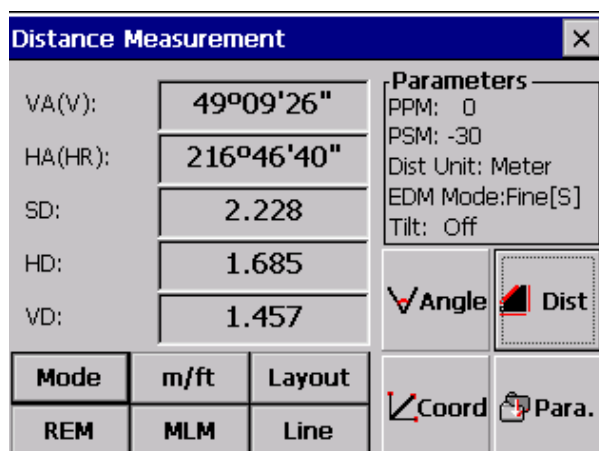 Distance Measurement
VA(V): 49º09'26"
HA(HR): 216º46'40"
SD: 2.228
HD: 1.685
VD: 1.457
Parameters
PPM: 0
PSM: -30
Dist Unit: Meter
EDM Mode:Fine[S]
Tilt: Off
Angle Dist
Mode m/ft Layout
Coord Para.
REM MLM Line